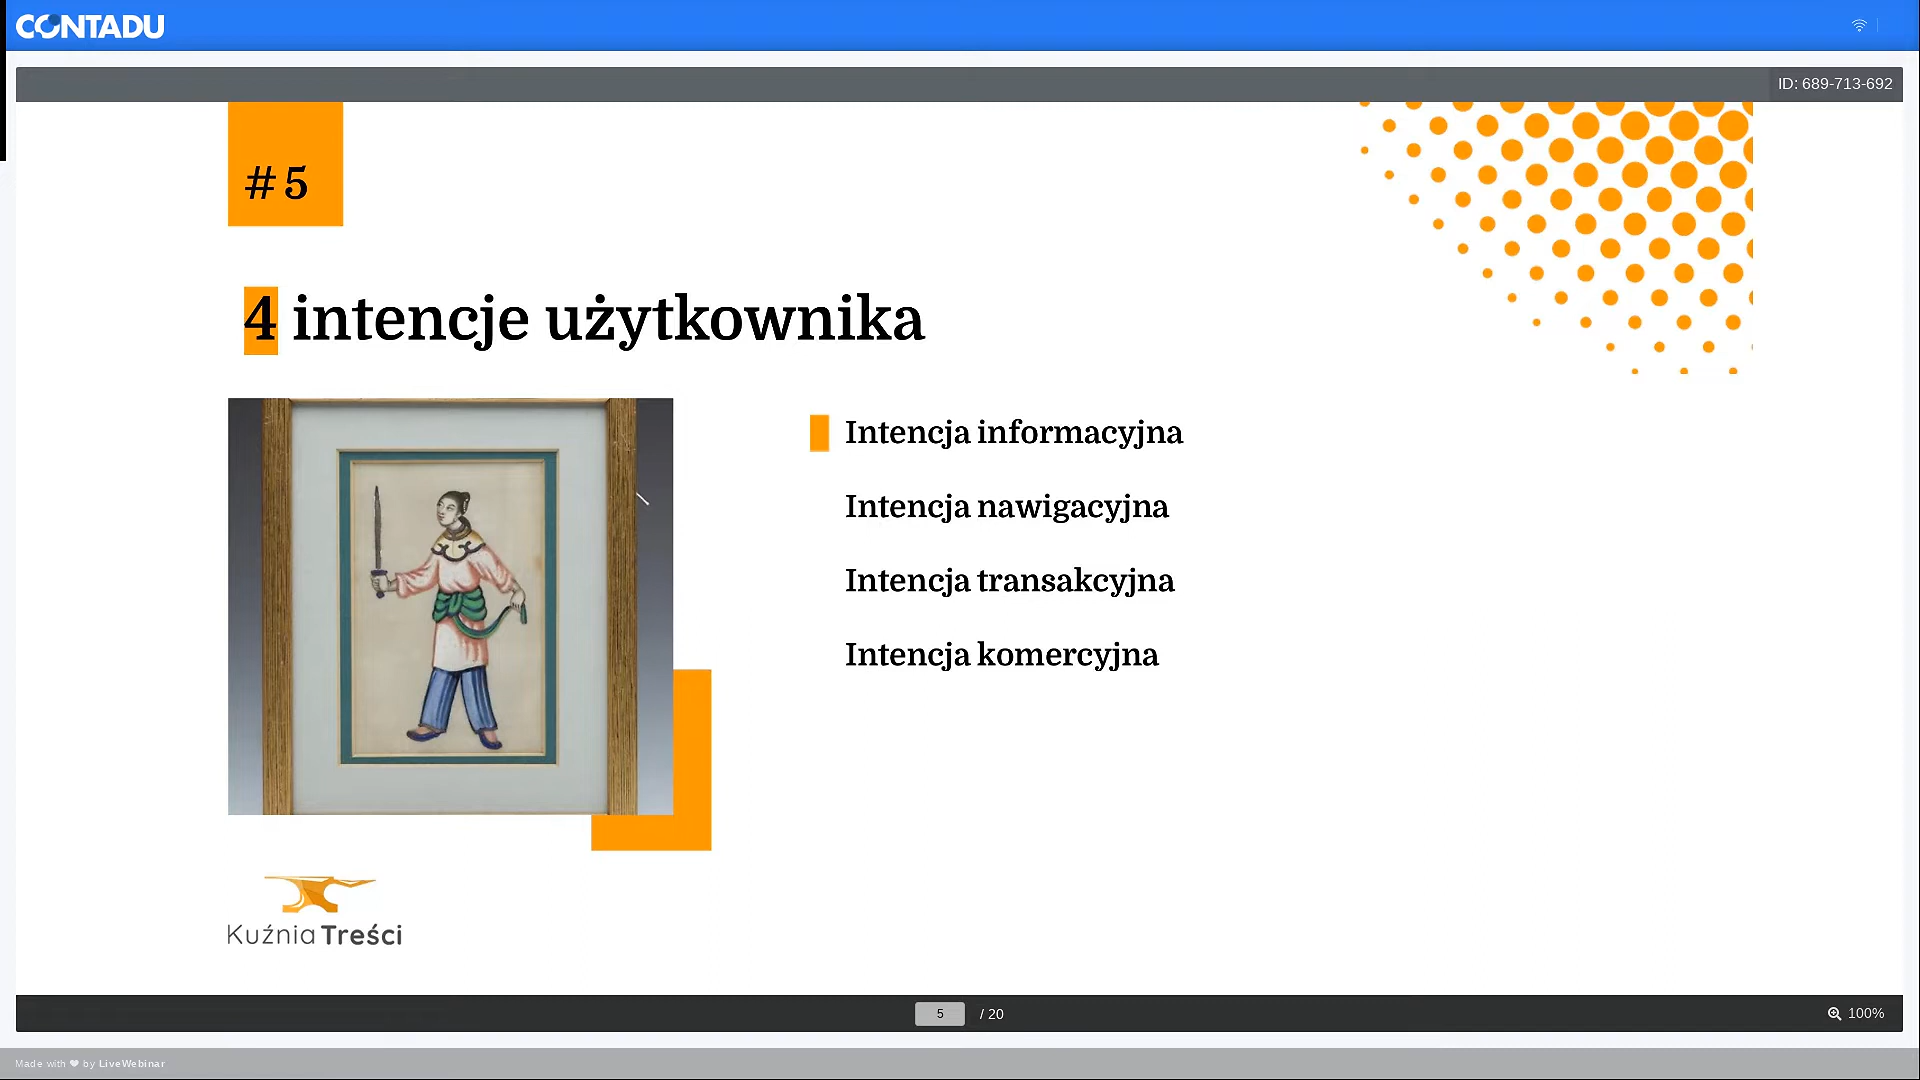 CONTADU
ID: 689-713-692
# 5
4 intencje użytkownika
Intencja informacyjna
Intencja nawigacyjna
Intencja transakcyjna
Intencja komercyjna
Kuźnia Treści
5 / 20
100%
Made with ❤ by LiveWebinar